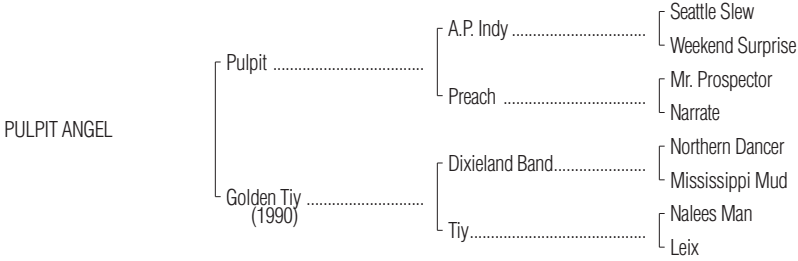 Seattle Slew
A.P. Indy ..................................
Weekend Surprise
Pulpit ......................................
Mr. Prospector
Preach ....................................
Narrate
PULPIT ANGEL
Northern Dancer
Dixieland Band.......................
Mississippi Mud
Golden Tiy ..............................
(1990)
Nalees Man
Tiy............................................
Leix